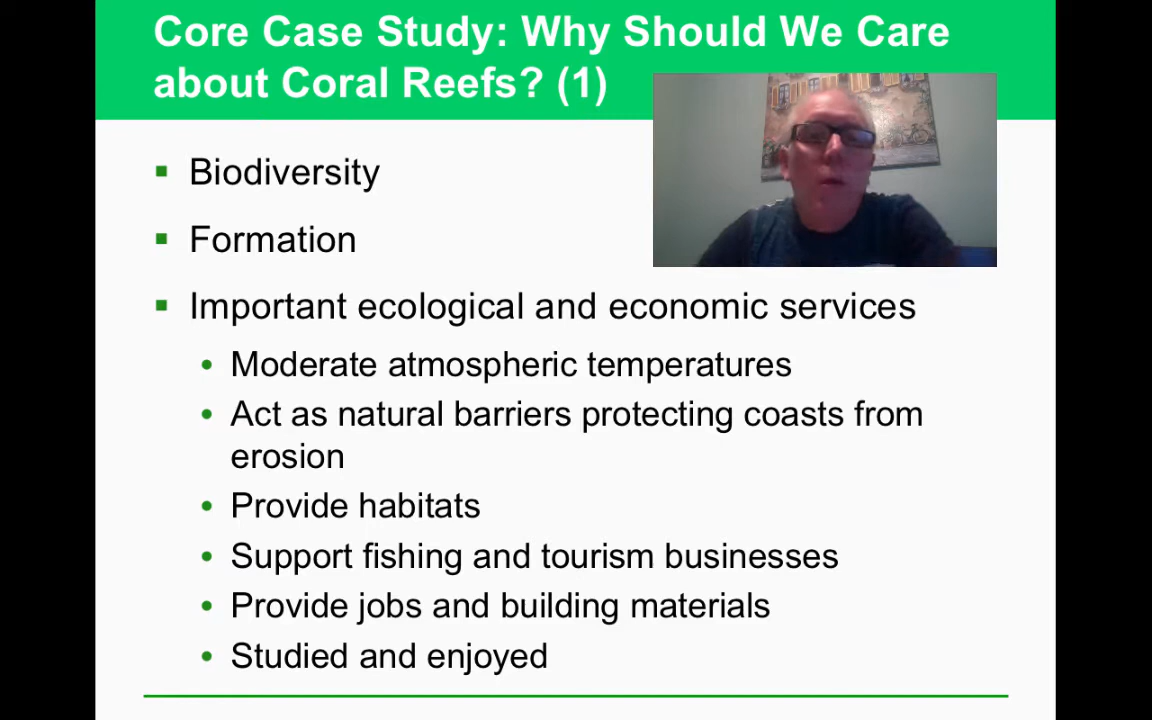 Core Case Study: Why Should We Care
about Coral Reefs? (1)
▪ Biodiversity
▪ Formation
▪ Important ecological and economic services
• Moderate atmospheric temperatures
• Act as natural barriers protecting coasts from
erosion
• Provide habitats
• Support fishing and tourism businesses
• Provide jobs and building materials
• Studied and enjoyed